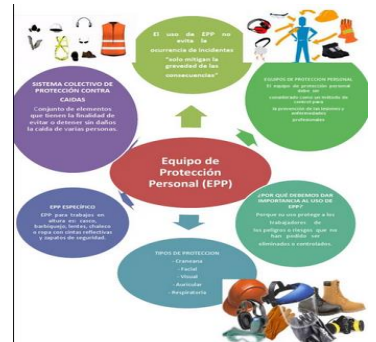 El uso de EPP no
evita la
ocurrencia de incidentes
"solo mitigan la
gravedad de las
consecuencias"
SISTEMA COLECTIVO DE
PROTECCIÓN CONTRA
CAIDAS
Conjunto de elementos
que tienen la finalidad de
evitar o detener sin daños
la caída de varias personas.
EQUIPOS DE PROTECCION PERSONAL
El equipo de protección personal
debe ser
considerado como un método de
control para
la prevención de las lesiones y
enfermedades
profesionales
Equipo de
Protección
Personal (EPP)
EPP ESPECÍFICO
EPP para trabajos en
altura es: casco,
barbiquejo, lentes, chaleco
o ropa con cintas reflectivas
y zapatos de seguridad.
¿POR QUÉ DEBEMOS DAR
IMPORTANCIA AL USO DE
EPP?
Porque su uso protege a los
trabajadores de
los peligros o riesgos que no
han podido ser
eliminados o controlados.
TIPOS DE PROTECCION
- Craneana
- Facial
- Visual
- Auricular
- Respiratoria